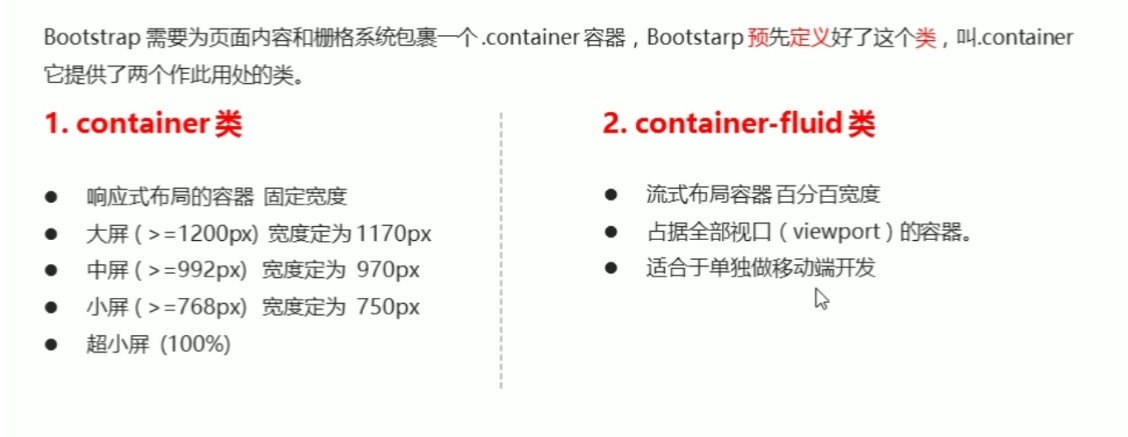 Bootstrap 需要为页面内容和栅格系统包裹一个 .container 容器，Bootstarp 预先定义好了这个类，叫.container
它提供了两个作此用处的类。
1. container 类
● 响应式布局的容器 固定宽度
● 大屏 ( >=1200px) 宽度定为 1170px
● 中屏 ( >=992px) 宽度定为 970px
● 小屏 ( >=768px) 宽度定为 750px
● 超小屏 (100%)
2. container-fluid 类
● 流式布局容器 百分百宽度
● 占据全部视口（viewport）的容器。
● 适合于单独做移动端开发